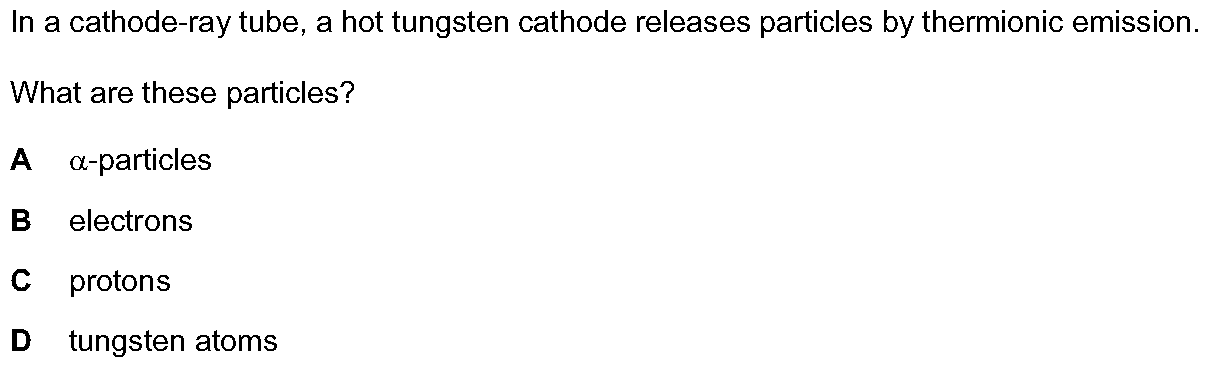 In a cathode-ray tube, a hot tungsten cathode releases particles by thermionic emission.
What are these particles?
A α-particles
B electrons
C protons
D tungsten atoms